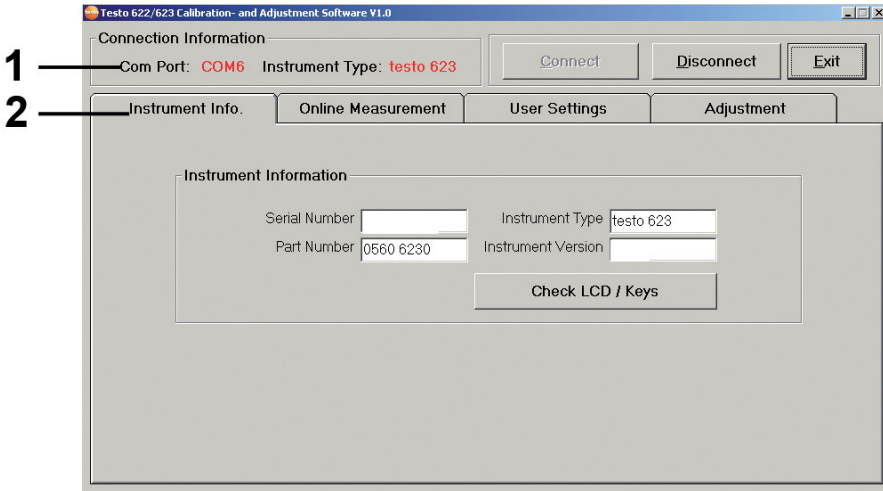 Testo 622/623 Calibration- and Adjustment Software V1.0
Connection Information
1
Com Port: COM6 Instrument Type: testo 623
Connect
Disconnect
Exit
2
Instrument Info.
Online Measurement
User Settings
Adjustment
Instrument Information
Serial Number
Instrument Type testo 623
Part Number 0560 6230
Instrument Version
Check LCD / Keys